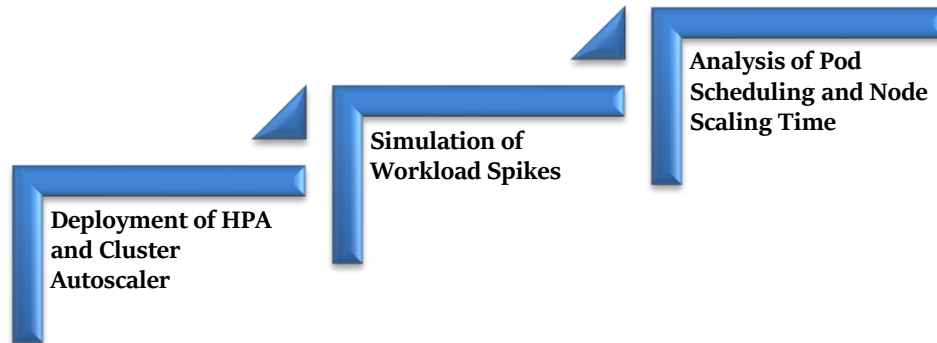 Analysis of Pod
Scheduling and Node
Scaling Time
Simulation of
Workload Spikes
Deployment of HPA
and Cluster
Autoscaler